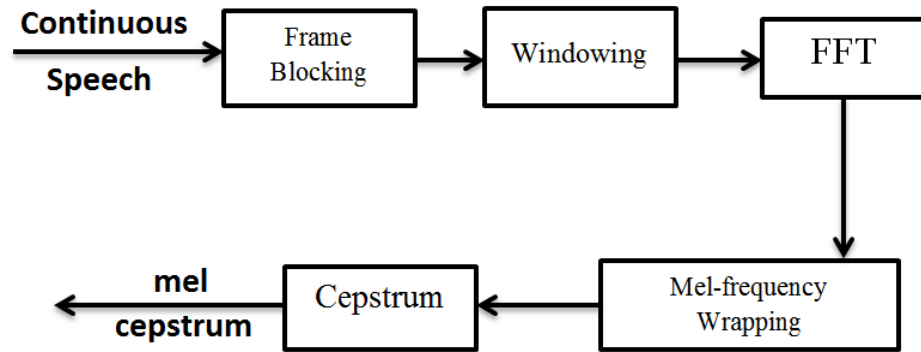 Continuous
Speech
Frame
Blocking
Windowing
FFT
Mel-frequency
Wrapping
Cepstrum
mel
cepstrum